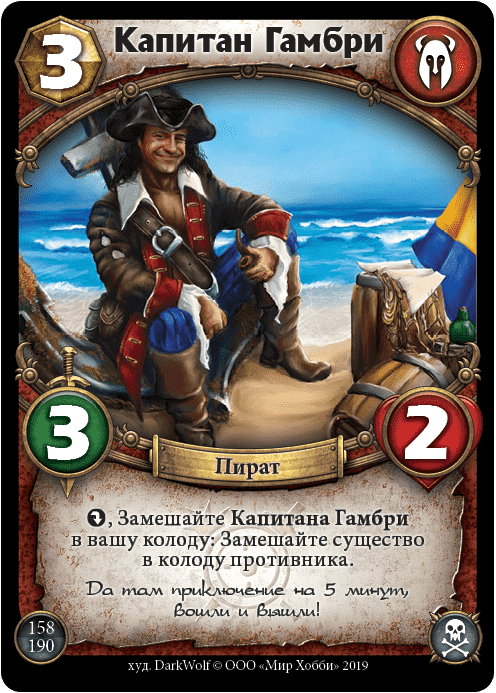 3
Капитан Гамбри
3
2
Пират
, Замешайте Капитана Гамбри
в вашу колоду: Замешайте существо
в колоду противника.
Да там приключение на 5 минут,
вошли и вышли!
158
190
худ. DarkWolf © ООО «Мир Хобби» 2019